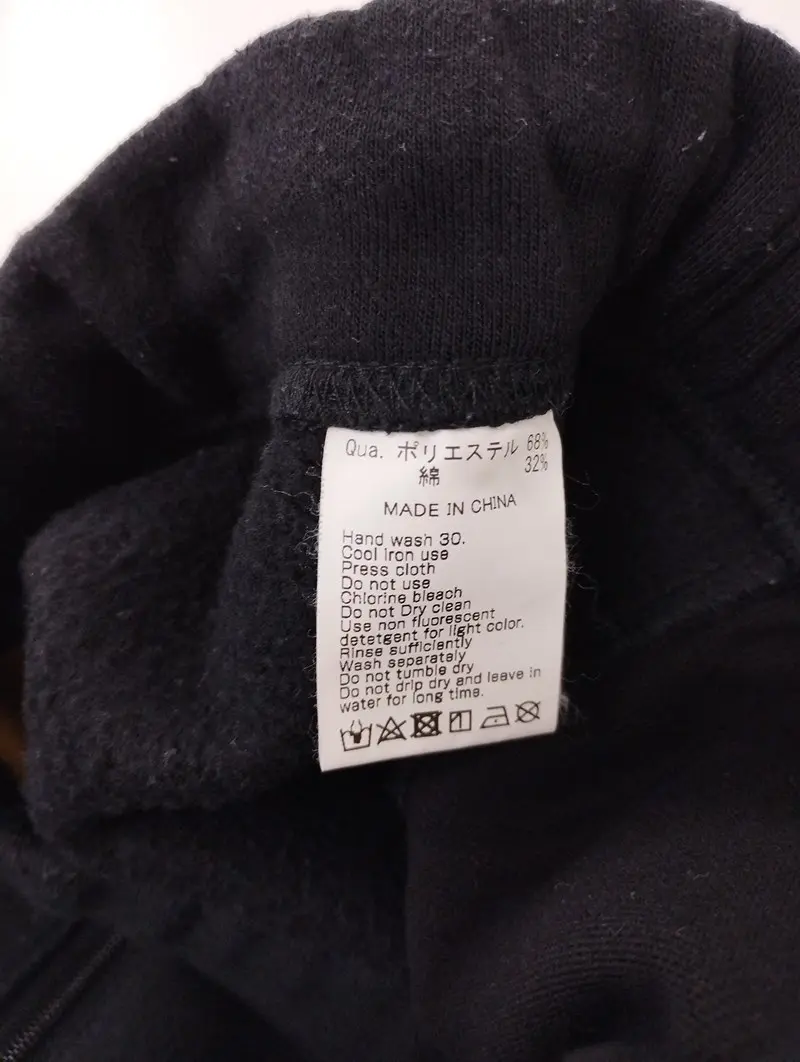 Qua. ポリエステル 68%
綿 32%
MADE IN CHINA
Hand wash 30.
Cool iron use
Press cloth
Do not use
Chlorine bleach
Do not Dry clean
Use non fluorescent
detetgent for light color.
Rinse sufficiently
Wash separately
Do not tumble dry
Do not drip dry and leave in
water for long time.